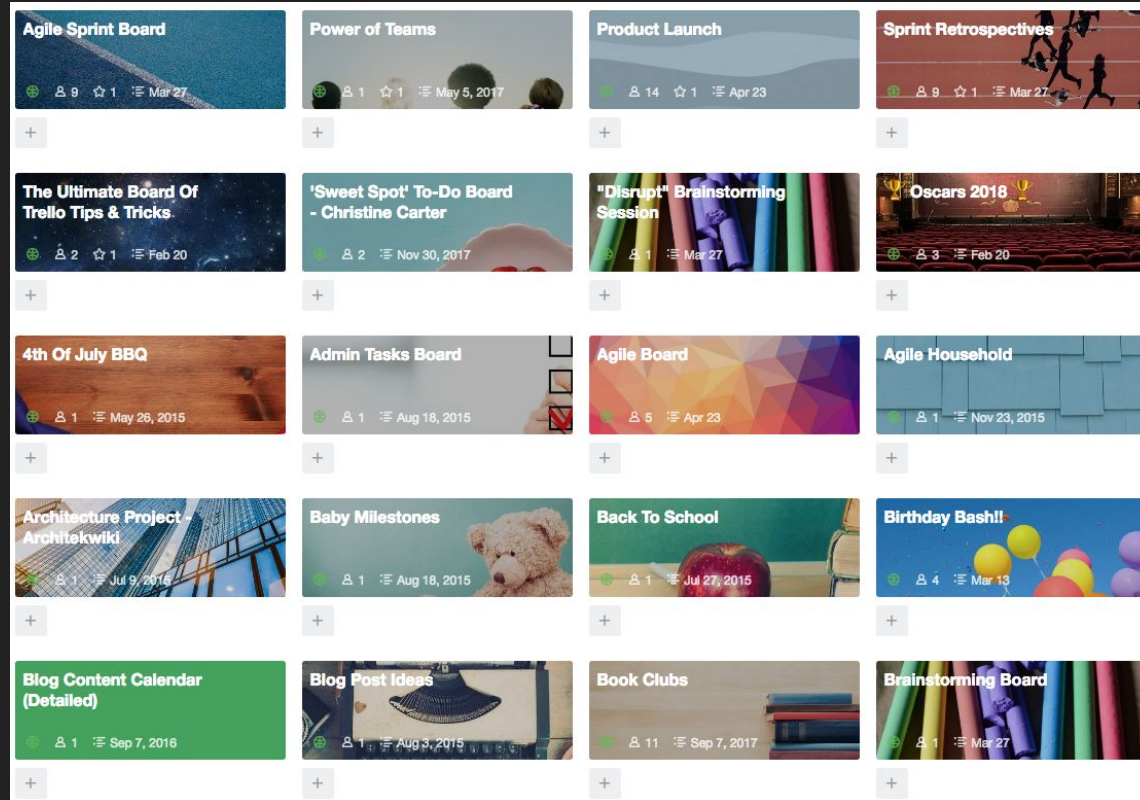 Agile Sprint Board
9 1 Mar 27
Power of Teams
1 1 May 5, 2017
Product Launch
14 1 Apr 23
Sprint Retrospectives
9 1 Mar 27
The Ultimate Board Of
Trello Tips & Tricks
2 1 Feb 20
'Sweet Spot' To-Do Board
- Christine Carter
2 Nov 30, 2017
"Disrupt" Brainstorming
Session
1 Mar 27
Oscars 2018
3 Feb 20
4th Of July BBQ
1 May 26, 2015
Admin Tasks Board
1 Aug 18, 2015
Agile Board
5 Apr 23
Agile Household
1 Nov 23, 2015
Architecture Project -
Architekwiki
1 Jul 9, 2015
Baby Milestones
1 Aug 18, 2015
Back To School
1 Jul 27, 2015
Birthday Bash!!
4 Mar 13
Blog Content Calendar
(Detailed)
1 Sep 7, 2016
Blog Post Ideas
1 Aug 3, 2015
Book Clubs
11 Sep 7, 2017
Brainstorming Board
1 Mar 27